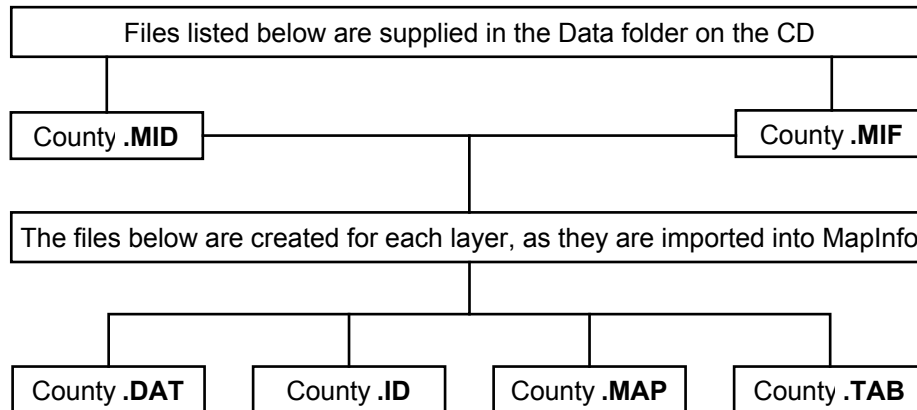 Files listed below are supplied in the Data folder on the CD
County .MID
County .MIF
The files below are created for each layer, as they are imported into MapInfo
County .DAT
County .ID
County .MAP
County .TAB